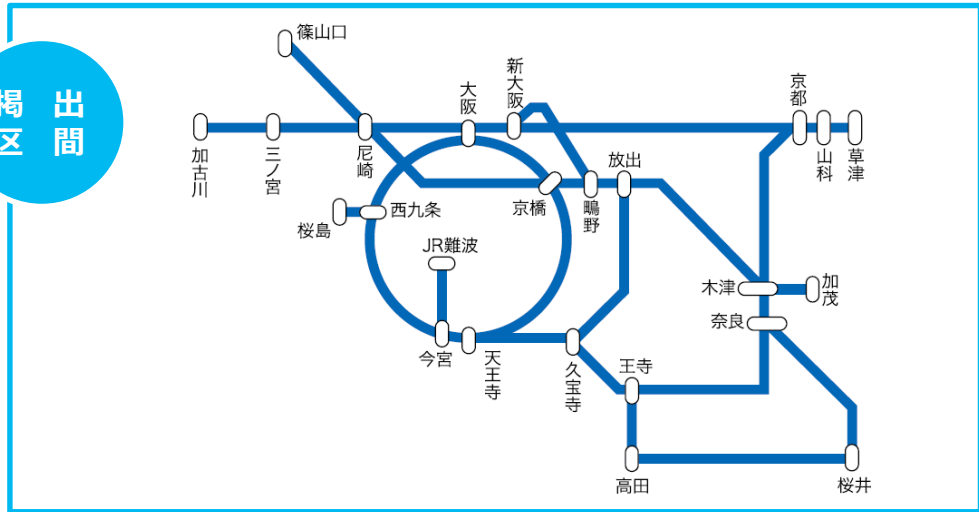 掲出
区間
篠山口
加古川
三ノ宮
尼崎
大阪
新大阪
京都
山科
草津
放出
京橋
鴫野
西九条
桜島
JR難波
今宮
天王寺
久宝寺
木津
加茂
奈良
王寺
高田
桜井